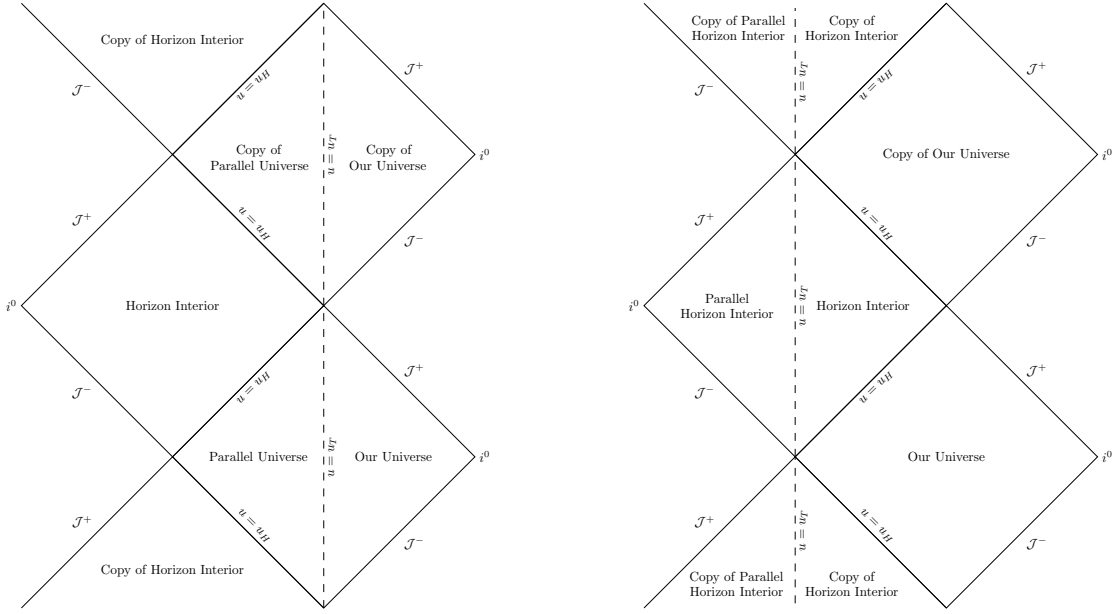 Copy of Horizon Interior
𝒥⁻
u = u_H
𝒥⁺
Copy of
Parallel Universe
u = u_T
Copy of
Our Universe
i⁰
𝒥⁺
u = u_H
𝒥⁻
i⁰
Horizon Interior
𝒥⁻
u = u_H
𝒥⁺
Parallel Universe
u = u_T
Our Universe
i⁰
𝒥⁺
u = u_H
𝒥⁻
Copy of Horizon Interior
Copy of Parallel
Horizon Interior
Copy of
Horizon Interior
u = u_T
𝒥⁻
u = u_H
𝒥⁺
Copy of Our Universe
i⁰
𝒥⁺
u = u_H
𝒥⁻
i⁰
Parallel
Horizon Interior
u = u_T
Horizon Interior
𝒥⁻
u = u_H
𝒥⁺
Our Universe
i⁰
𝒥⁺
u = u_H
𝒥⁻
u = u_T
Copy of Parallel
Horizon Interior
Copy of
Horizon Interior